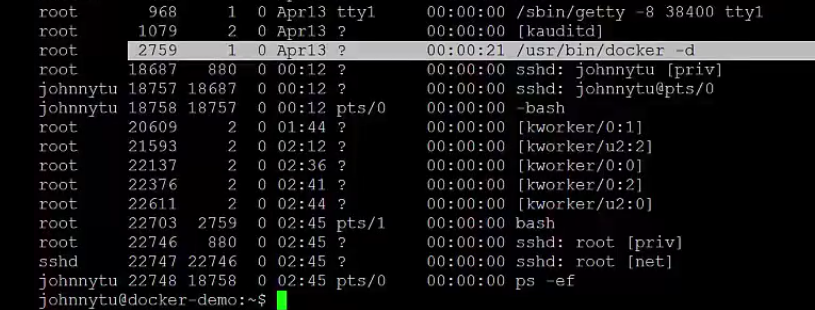 root 968 1 0 Apr13 tty1 00:00:00 /sbin/getty -8 38400 tty1
root 1079 2 0 Apr13 ? 00:00:00 [kauditd]
root 2759 1 0 Apr13 ? 00:00:21 /usr/bin/docker -d
root 18687 880 0 00:12 ? 00:00:00 sshd: johnnytu [priv]
johnnytu 18757 18687 0 00:12 ? 00:00:00 sshd: johnnytu@pts/0
johnnytu 18758 18757 0 00:12 pts/0 00:00:00 -bash
root 20609 2 0 01:44 ? 00:00:00 [kworker/0:1]
root 21593 2 0 02:12 ? 00:00:00 [kworker/u2:2]
root 22137 2 0 02:36 ? 00:00:00 [kworker/0:0]
root 22376 2 0 02:41 ? 00:00:00 [kworker/0:2]
root 22611 2 0 02:44 ? 00:00:00 [kworker/u2:0]
root 22703 2759 0 02:45 pts/1 00:00:00 bash
root 22746 880 0 02:45 ? 00:00:00 sshd: root [priv]
sshd 22747 22746 0 02:45 ? 00:00:00 sshd: root [net]
johnnytu 22748 18758 0 02:45 pts/0 00:00:00 ps -ef
johnnytu@docker-demo:~$